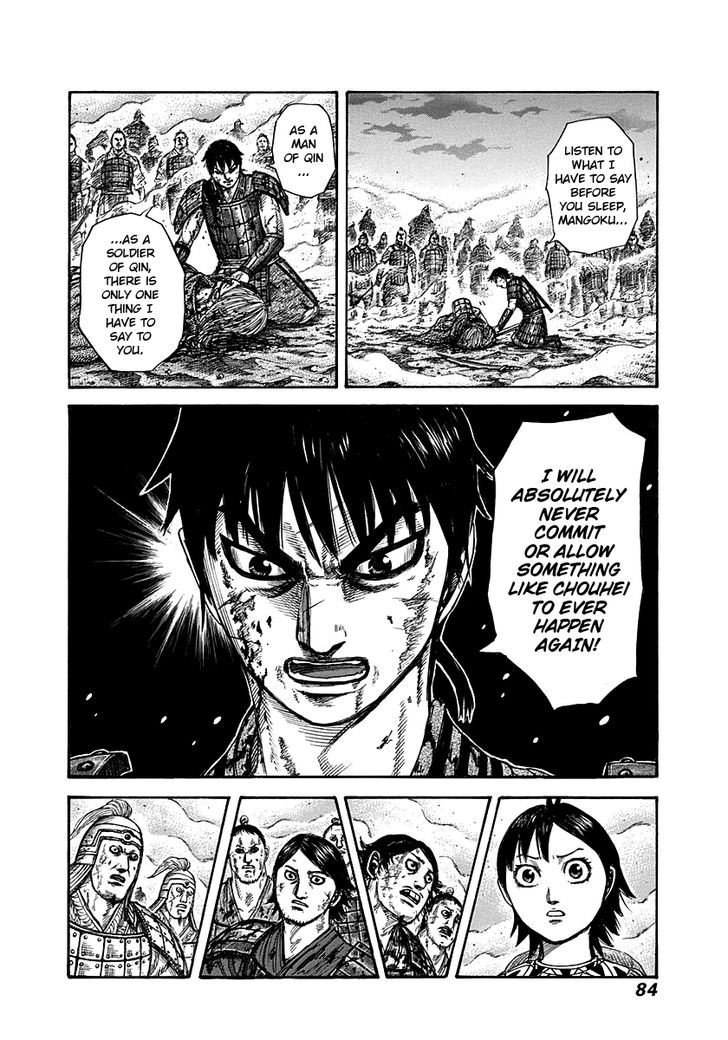 LISTEN TO
WHAT I
HAVE TO SAY
BEFORE
YOU SLEEP,
MANGOKU...
AS A
MAN
OF QIN
...
...AS A
SOLDIER
OF QIN,
THERE IS
ONLY ONE
THING I
HAVE TO
SAY TO
YOU.
I WILL
ABSOLUTELY
NEVER
COMMIT
OR ALLOW
SOMETHING
LIKE CHOUHEI
TO EVER
HAPPEN
AGAIN!
84